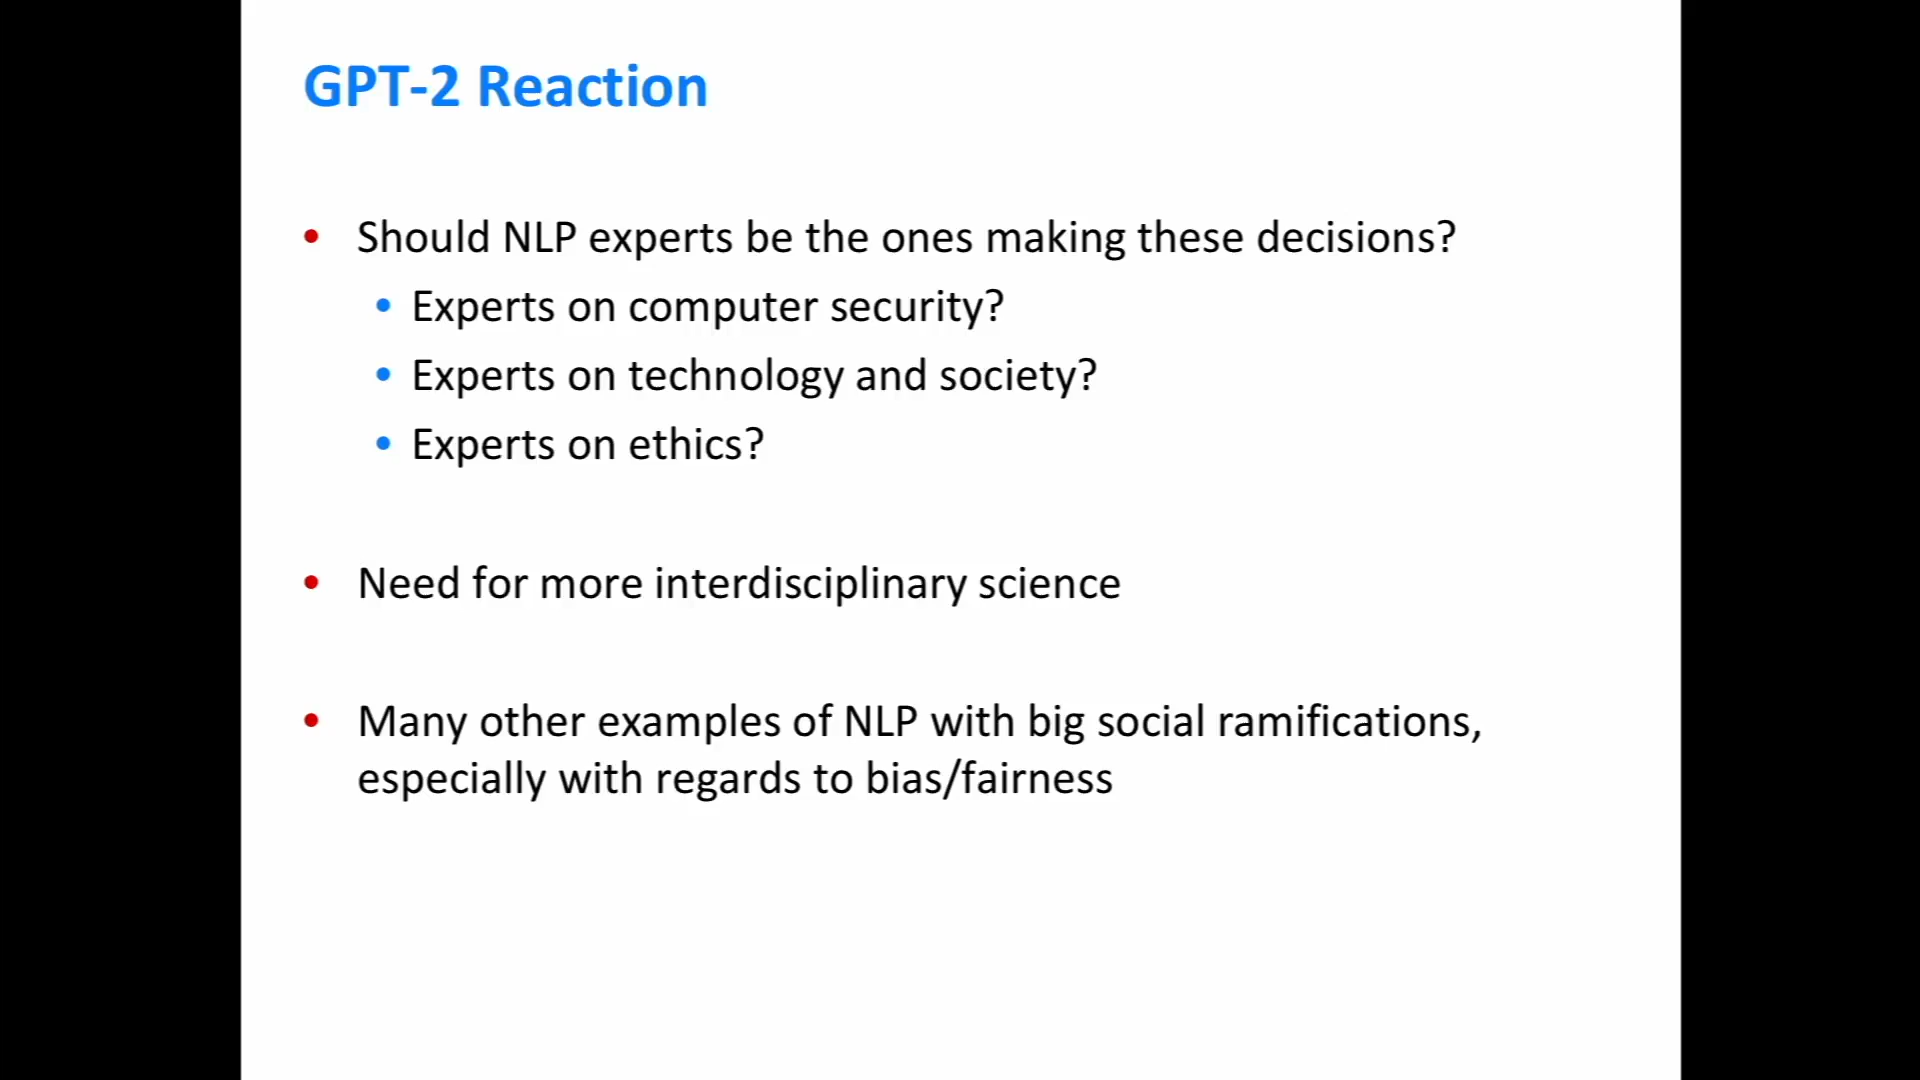 GPT-2 Reaction
• Should NLP experts be the ones making these decisions?
• Experts on computer security?
• Experts on technology and society?
• Experts on ethics?
• Need for more interdisciplinary science
• Many other examples of NLP with big social ramifications,
especially with regards to bias/fairness